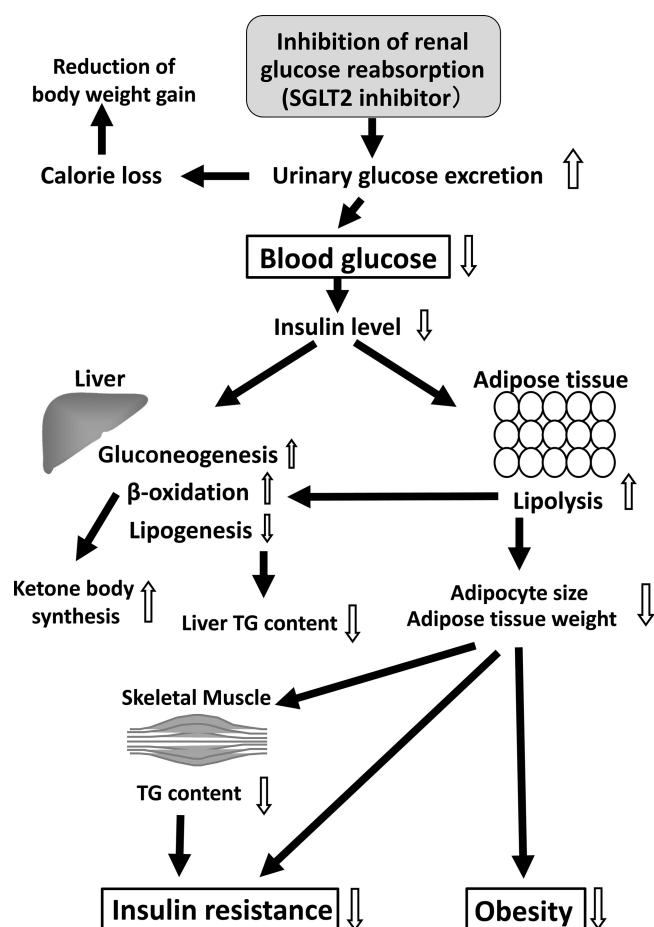 Inhibition of renal
glucose reabsorption
(SGLT2 inhibitor）
Reduction of
body weight gain
Calorie loss
Urinary glucose excretion
Blood glucose
Insulin level
Liver
Adipose tissue
Gluconeogenesis
β-oxidation
Lipogenesis
Lipolysis
Ketone body
synthesis
Liver TG content
Adipocyte size
Adipose tissue weight
Skeletal Muscle
TG content
Insulin resistance
Obesity